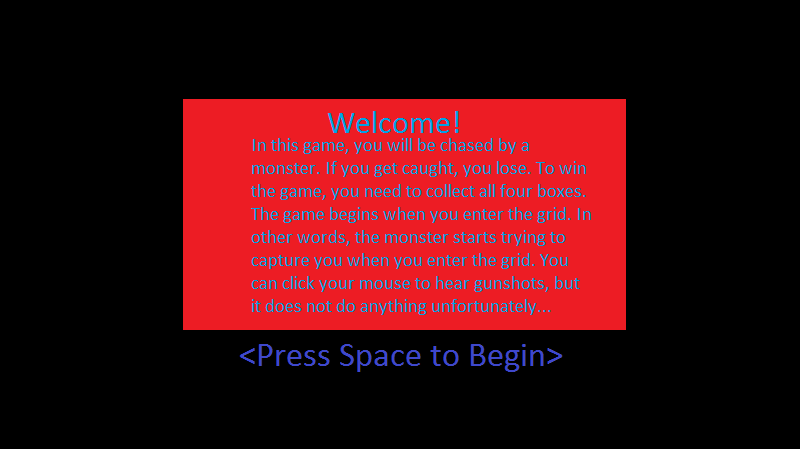 Welcome!
In this game, you will be chased by a
monster. If you get caught, you lose. To win
the game, you need to collect all four boxes.
The game begins when you enter the grid. In
other words, the monster starts trying to
capture you when you enter the grid. You
can click your mouse to hear gunshots, but
it does not do anything unfortunately...
<Press Space to Begin>